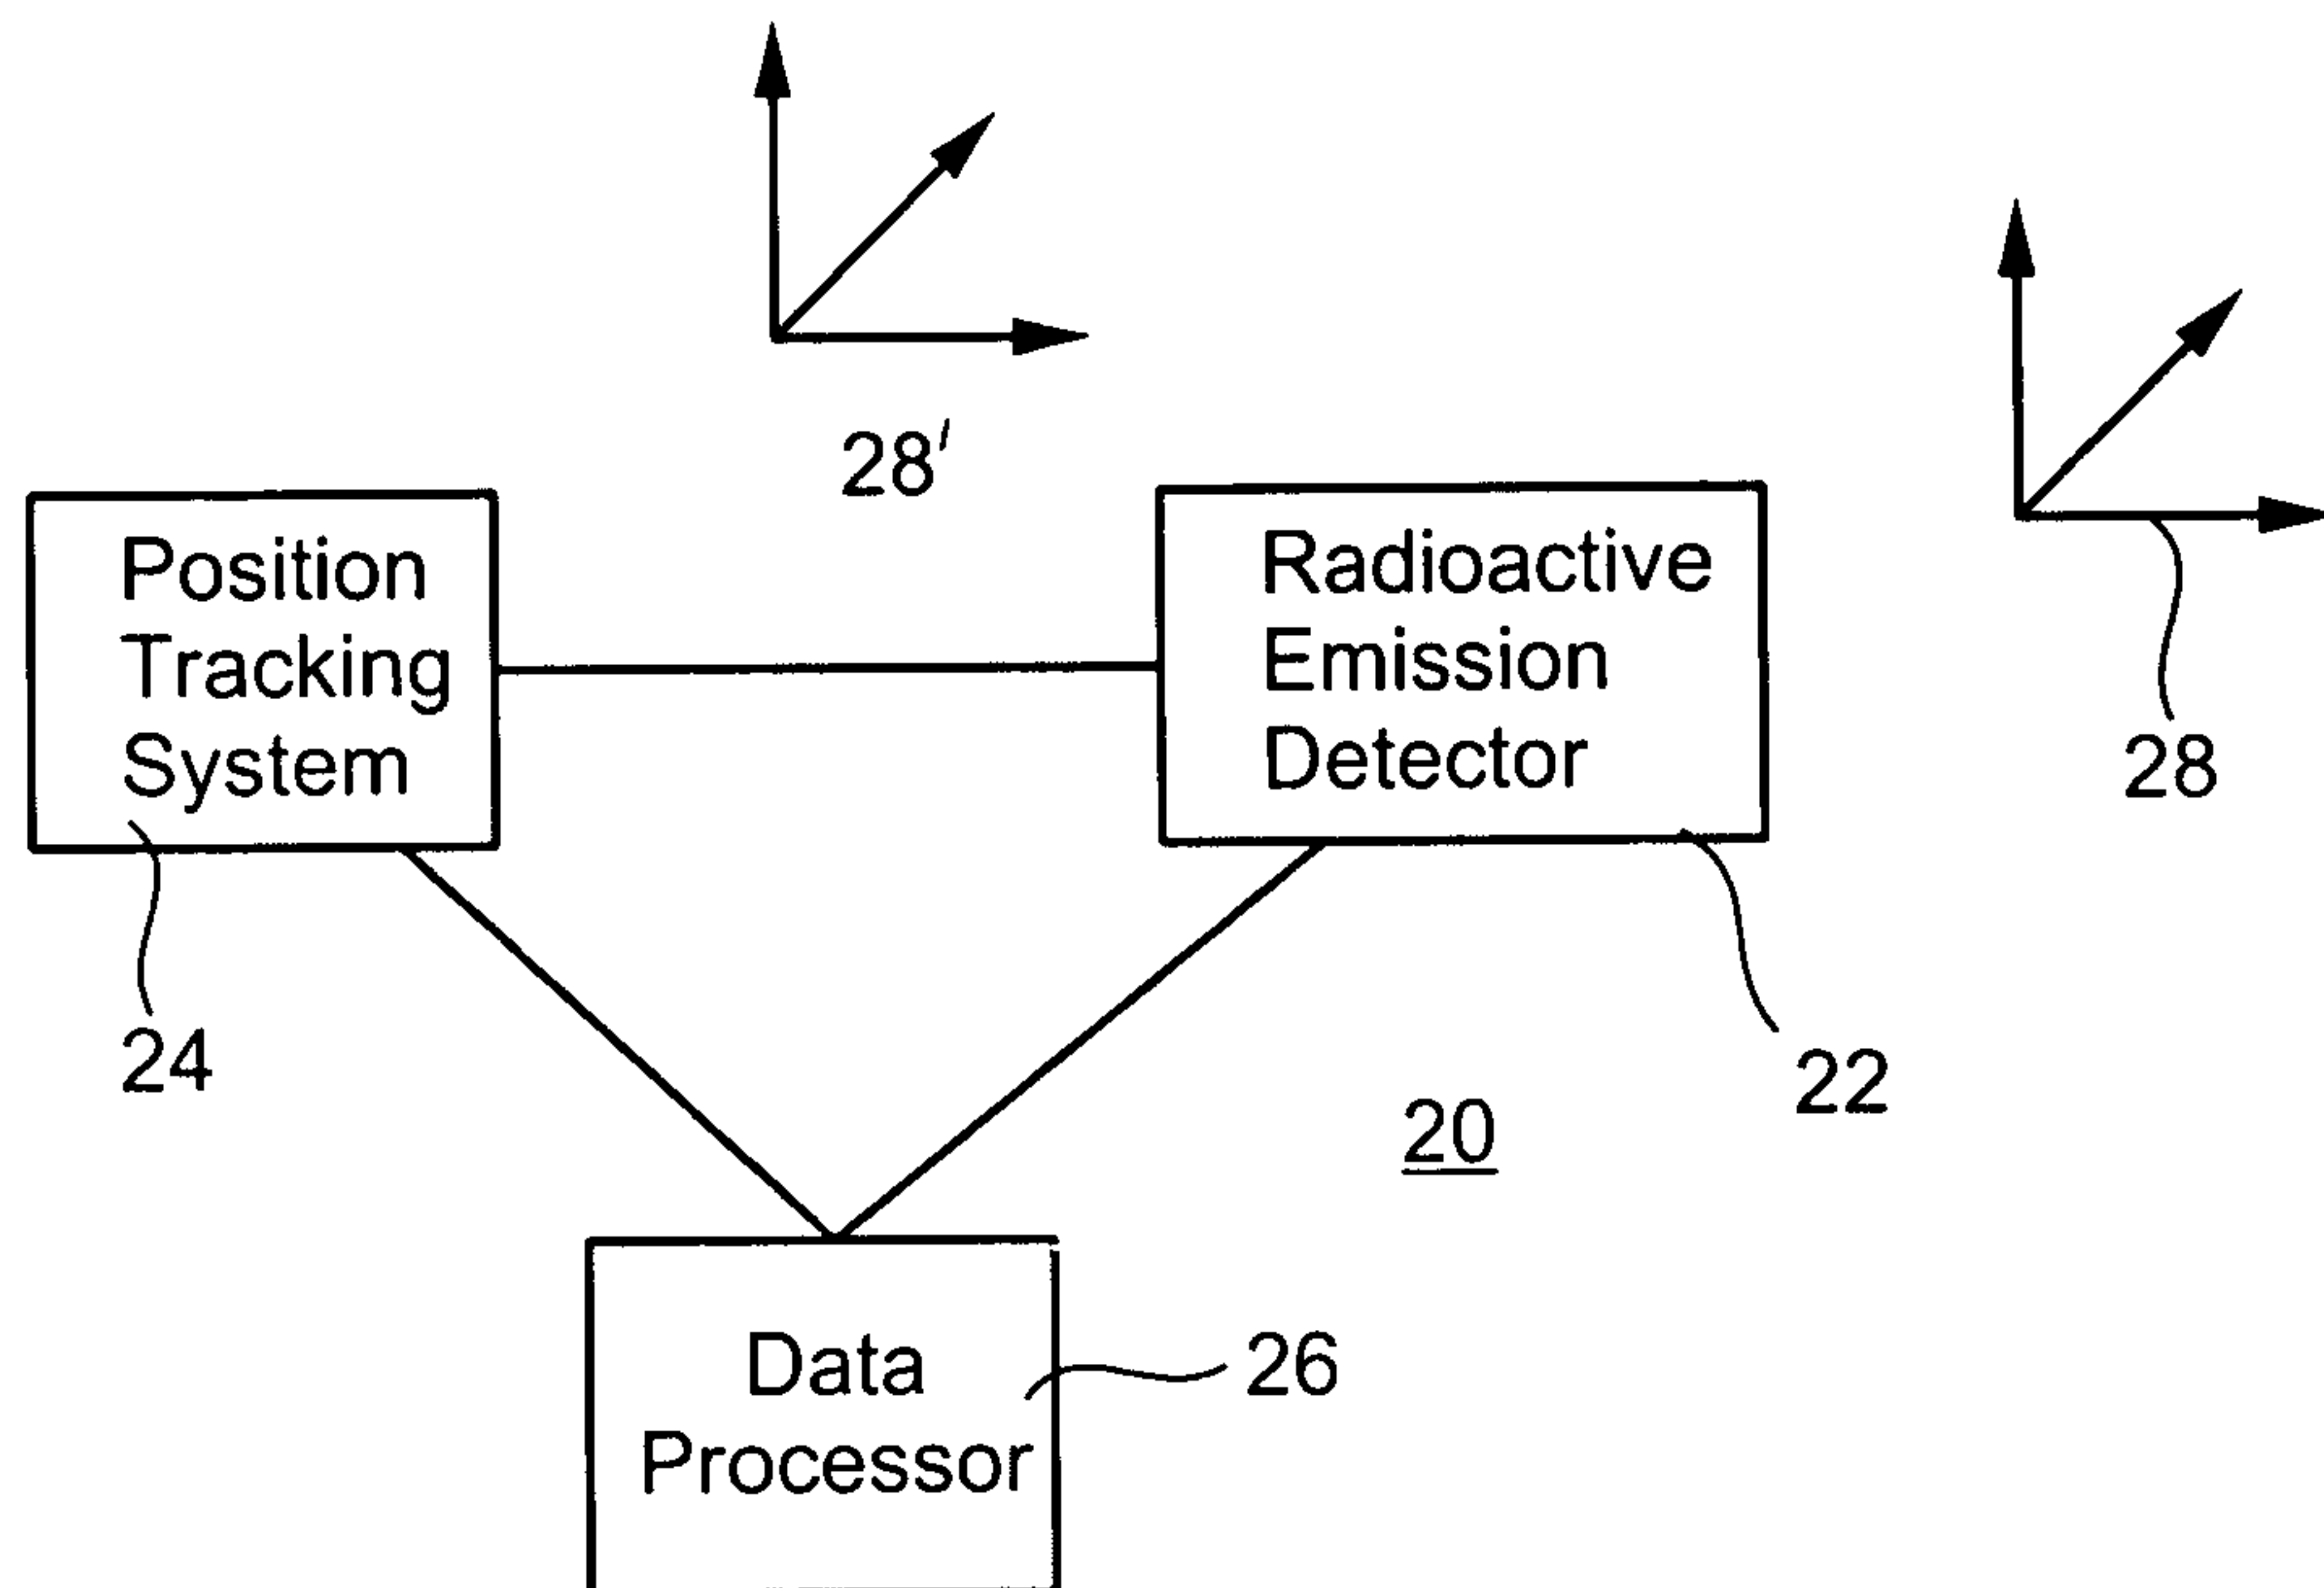 28'
Position
Tracking
System
Radioactive
Emission
Detector
28
24
22
20
Data
Processor
26